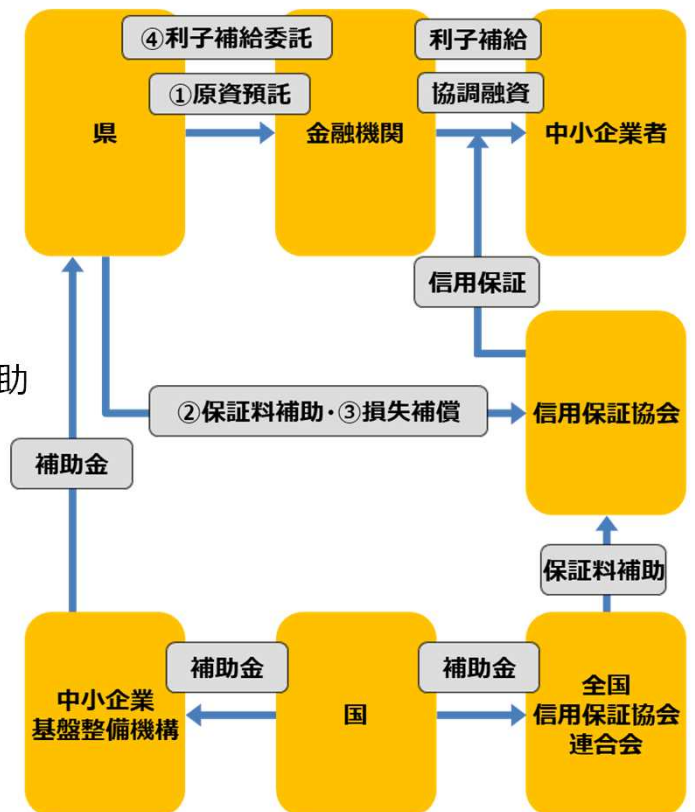 ④利子補給委託
利子補給
①原資預託
協調融資
県
金融機関
中小企業者
信用保証
助
②保証料補助・③損失補償
信用保証協会
補助金
保証料補助
補助金
補助金
中小企業
基盤整備機構
国
全国
信用保証協会
連合会